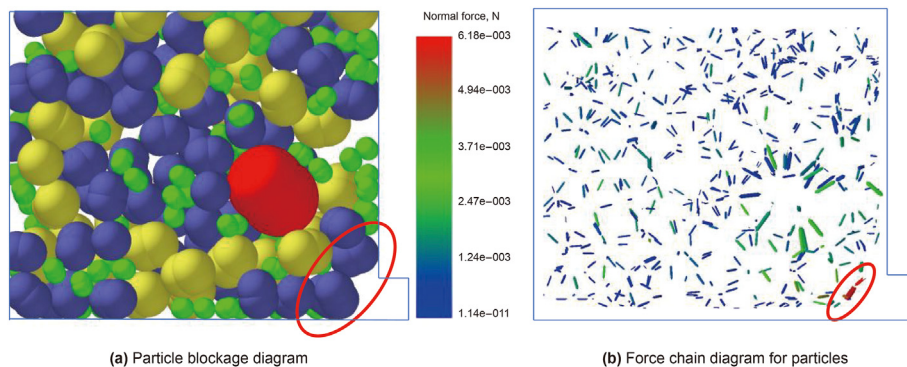 Normal force, N
6.18e−003
4.94e−003
3.71e−003
2.47e−003
1.24e−003
1.14e−011
(a) Particle blockage diagram
(b) Force chain diagram for particles